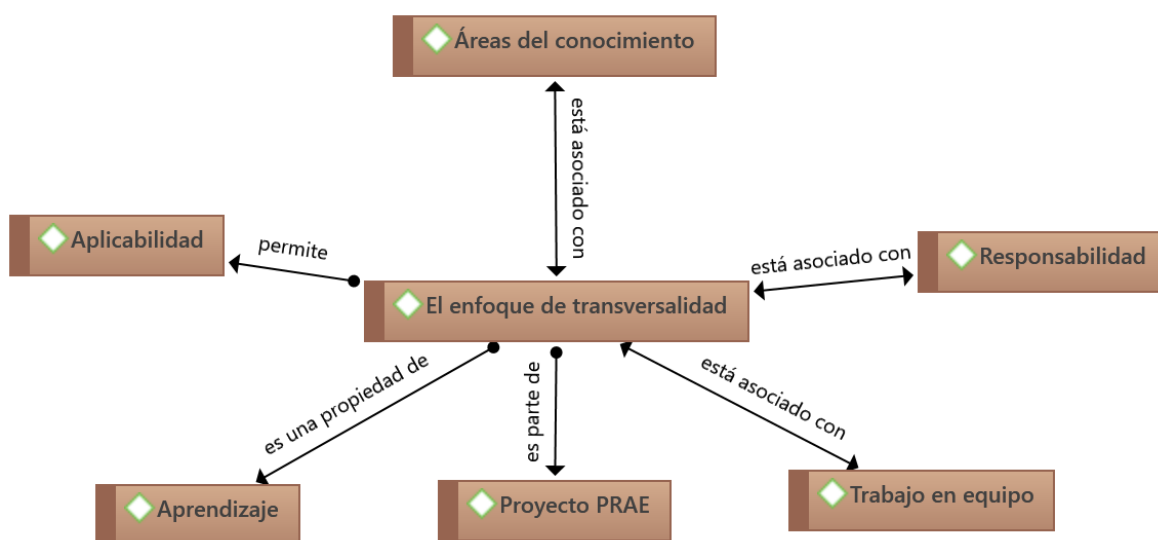 Áreas del conocimiento
está asociado con
Aplicabilidad
permite
está asociado con
Responsabilidad
El enfoque de transversalidad
es una propiedad de
es parte de
está asociado con
Aprendizaje
Proyecto PRAE
Trabajo en equipo